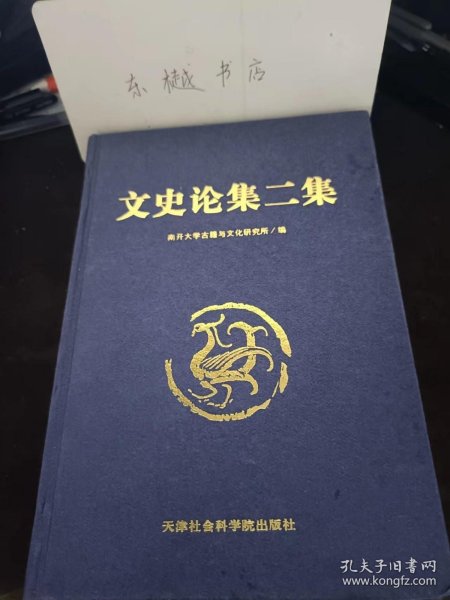 东樾书店
文史论集二集
南开大学古籍与文化研究所／编
天津社会科学院出版社
孔夫子旧书网
www.kongfz.com